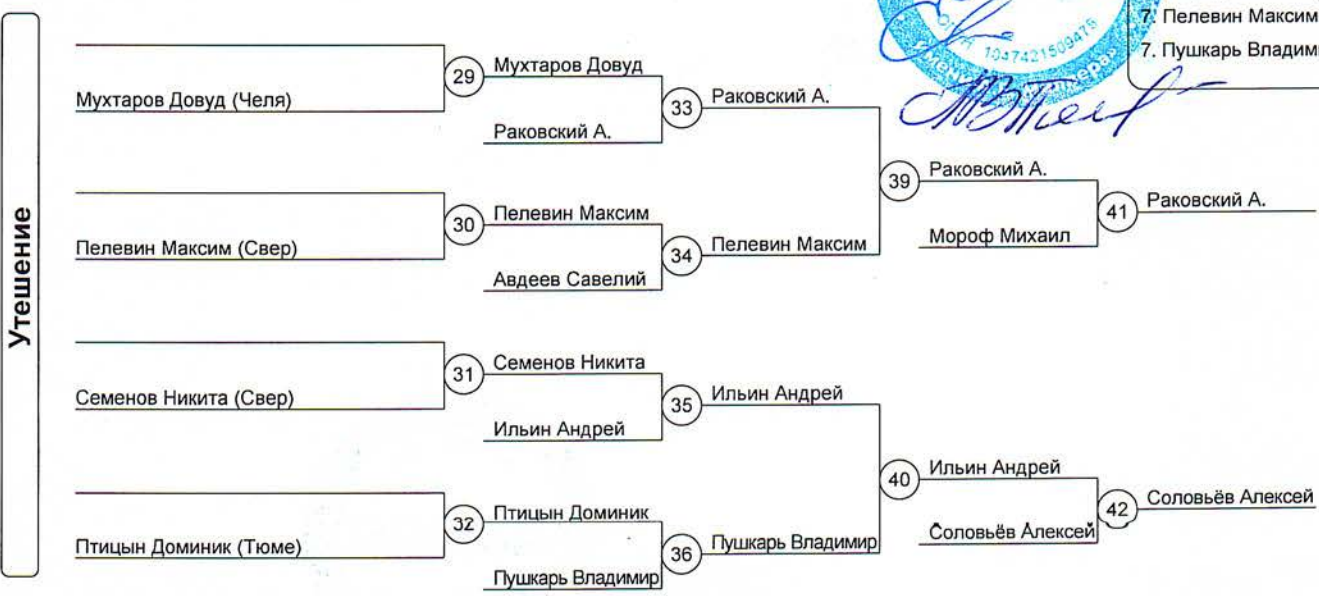 7. Пелевин Максим
7. Пушкарь
1047421509475
Утешение
29
Мухтаров Довуд
Мухтаров Довуд (Челя)
33
Раковский А.
Раковский А.
39
Раковский А.
30
Пелевин Максим
41
Раковский А.
Пелевин Максим (Свер)
34
Пелевин Максим
Мороф Михаил
Авдеев Савелий
31
Семенов Никита
Семенов Никита (Свер)
35
Ильин Андрей
Ильин Андрей
40
Ильин Андрей
32
Птицын Доминик
42
Соловьёв Алексей
Птицын Доминик (Тюме)
36
Пушкарь Владимир
Соловьёв Алексей
Пушкарь Владимир